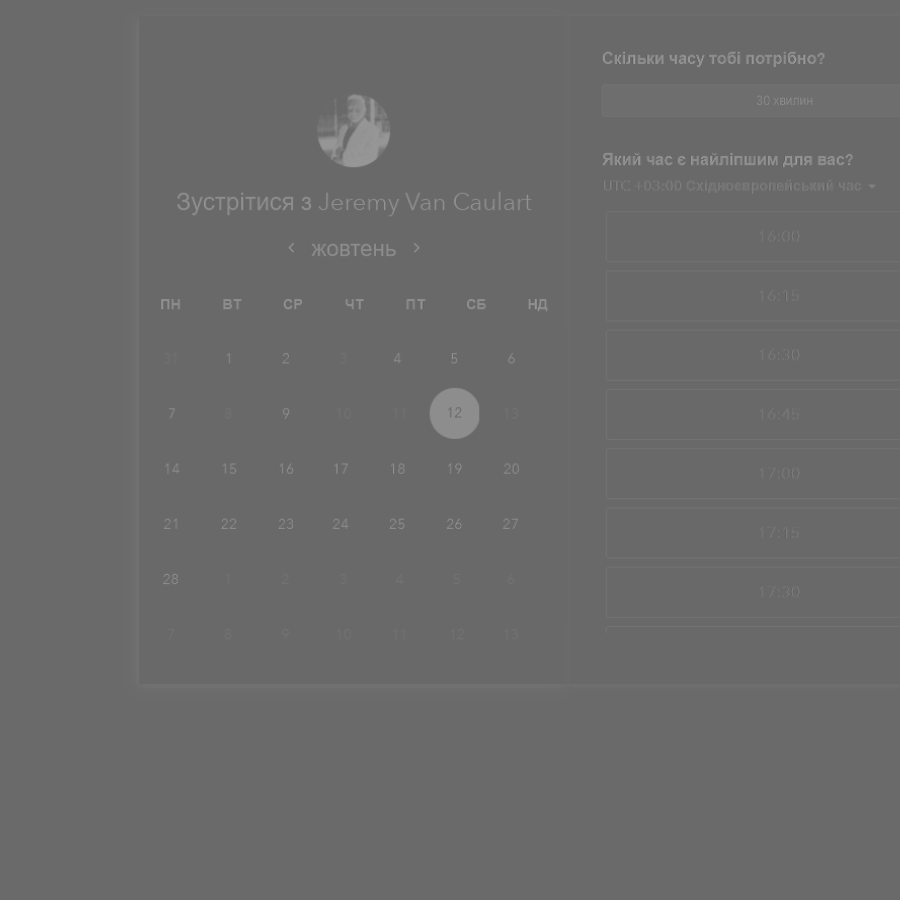 Зустрітися з Jeremy Van Caulart
жовтень
ПН ВТ СР ЧТ ПТ СБ НД
31 1 2 3 4 5 6
7 8 9 10 11 12 13
14 15 16 17 18 19 20
21 22 23 24 25 26 27
28 1 2 3 4 5 6
7 8 9 10 11 12 13
Скільки часу тобі потрібно?
30 хвилин
Який час є найліпшим для вас?
UTC +03:00 Східноєвропейський час
16:00
16:15
16:30
16:45
17:00
17:15
17:30